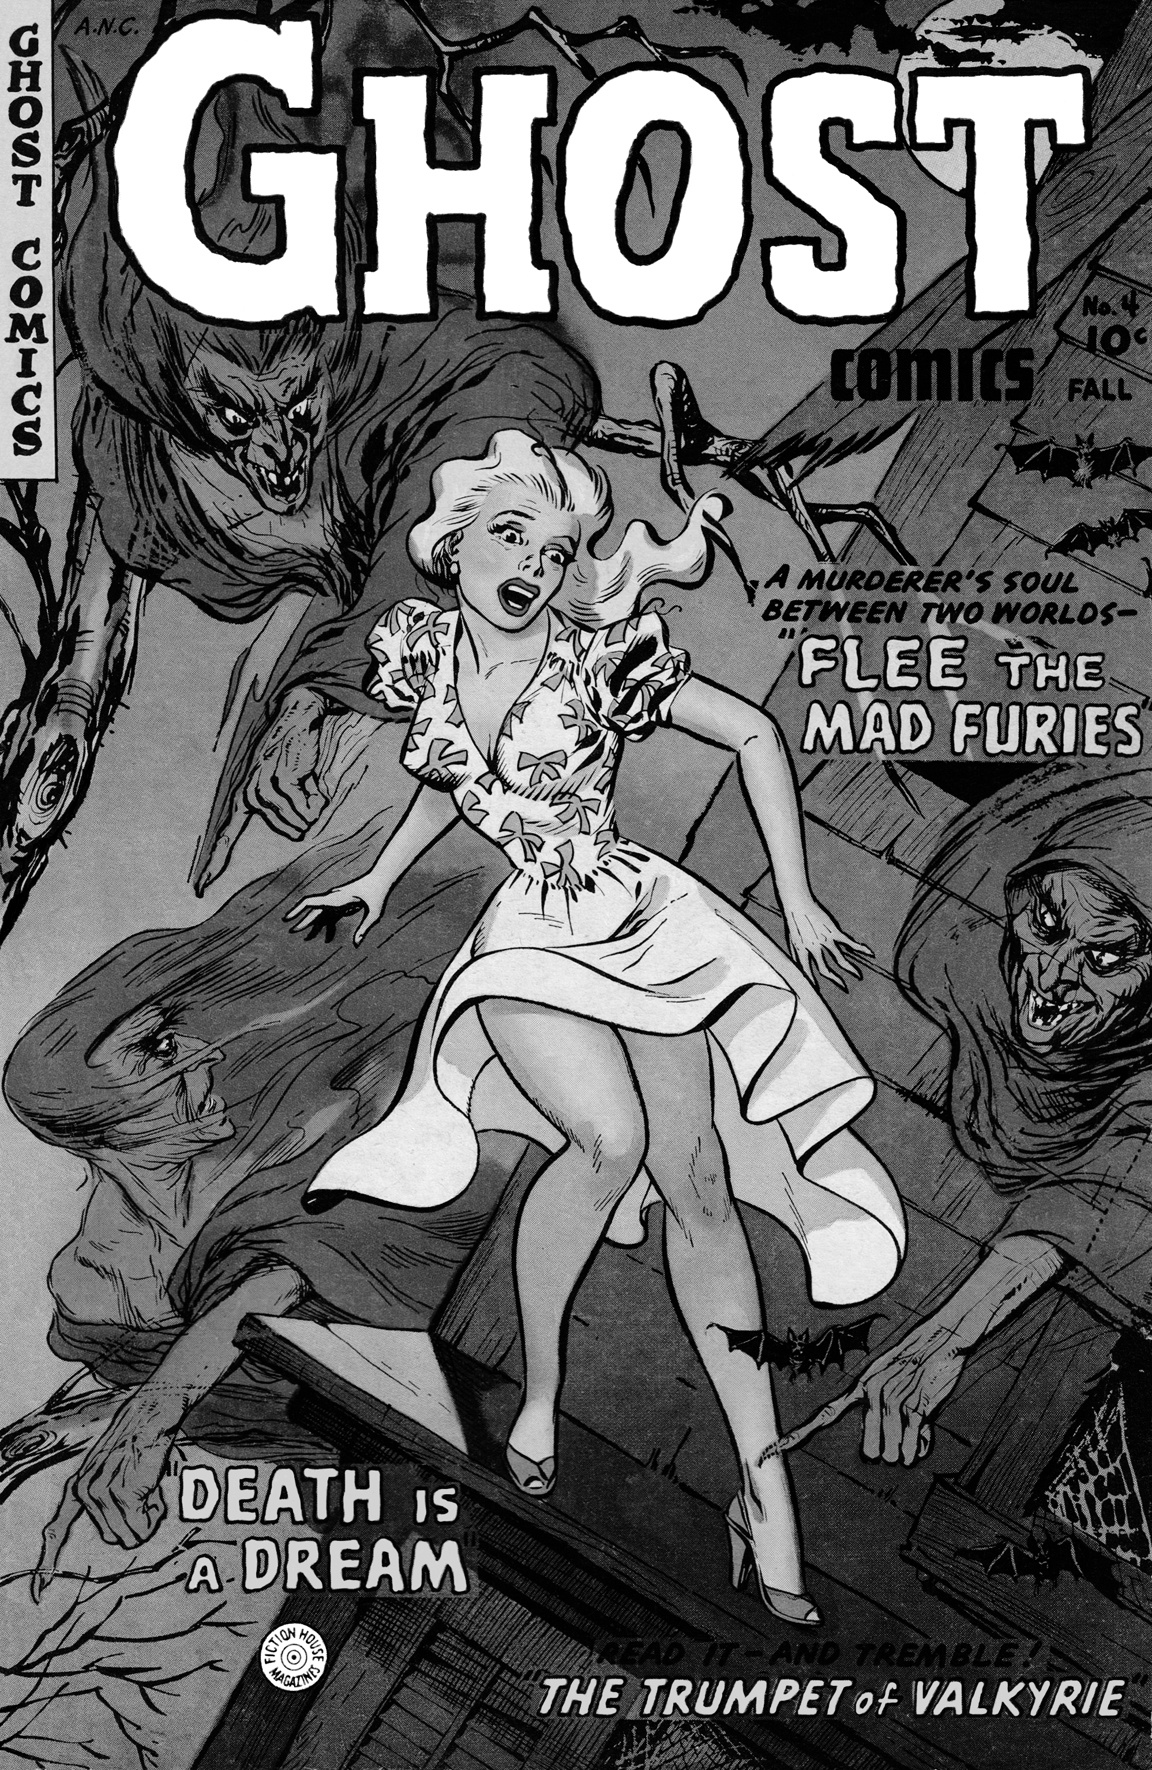 GHOST COMICS
A.N.C.
GHOST
COMICS
No. 4
10¢
FALL
A MURDERER'S SOUL
BETWEEN TWO WORLDS—
"FLEE THE
MAD FURIES"
"DEATH IS
A DREAM"
FICTION HOUSE
MAGAZINES
READ IT—AND TREMBLE!
"THE TRUMPET of VALKYRIE"